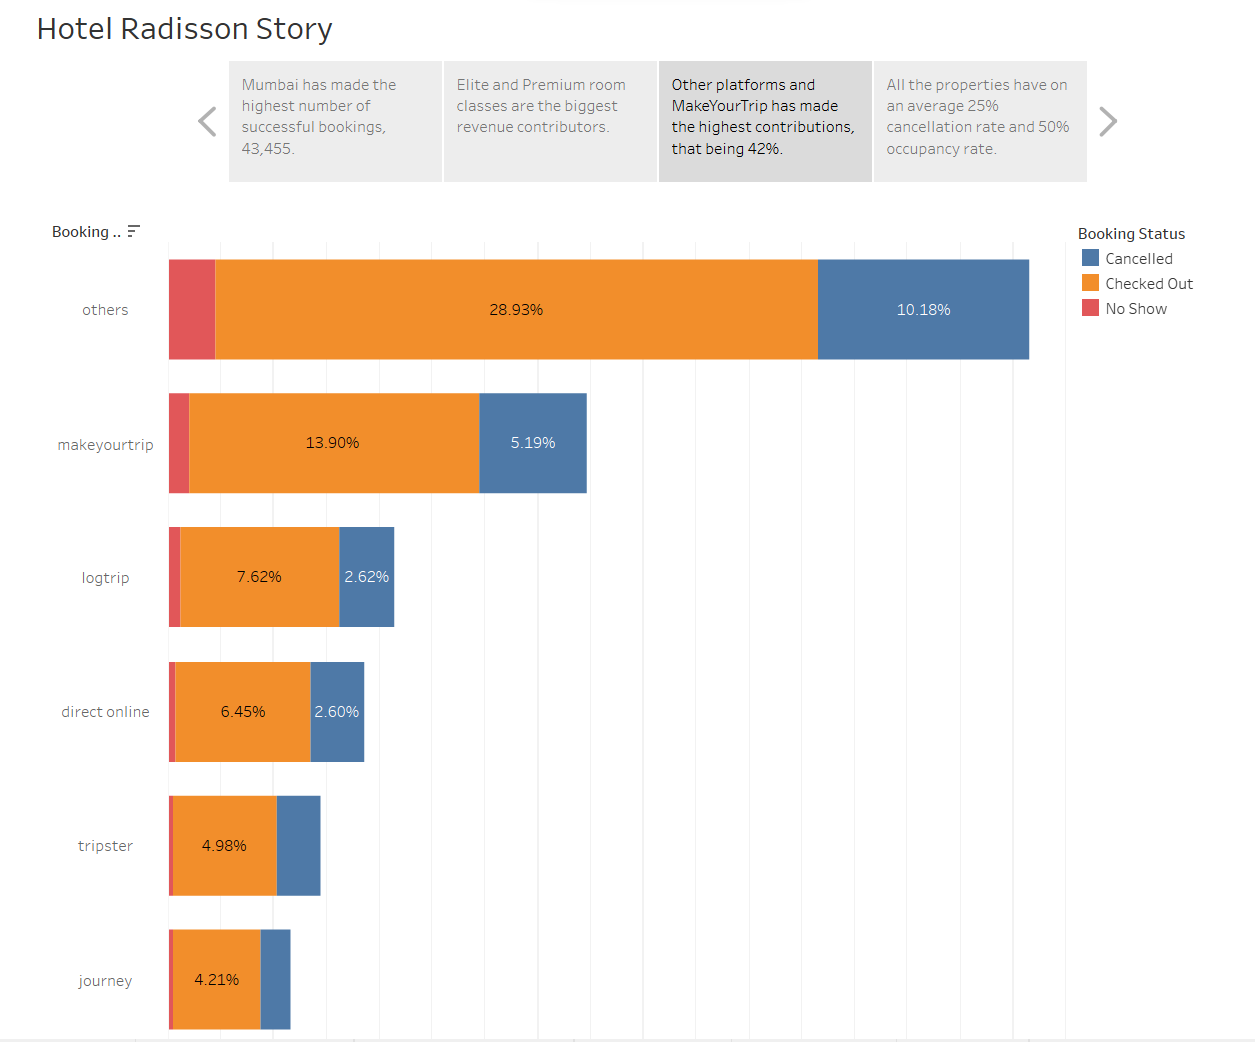 Hotel Radisson Story
Mumbai has made the
highest number of
successful bookings,
43,455.
Elite and Premium room
classes are the biggest
revenue contributors.
Other platforms and
MakeYourTrip has made
the highest contributions,
that being 42%.
All the properties have on
an average 25%
cancellation rate and 50%
occupancy rate.
Booking ..
Booking Status
Cancelled
Checked Out
No Show
others
28.93%
10.18%
makeyourtrip
13.90%
5.19%
logtrip
7.62%
2.62%
direct online
6.45%
2.60%
tripster
4.98%
journey
4.21%